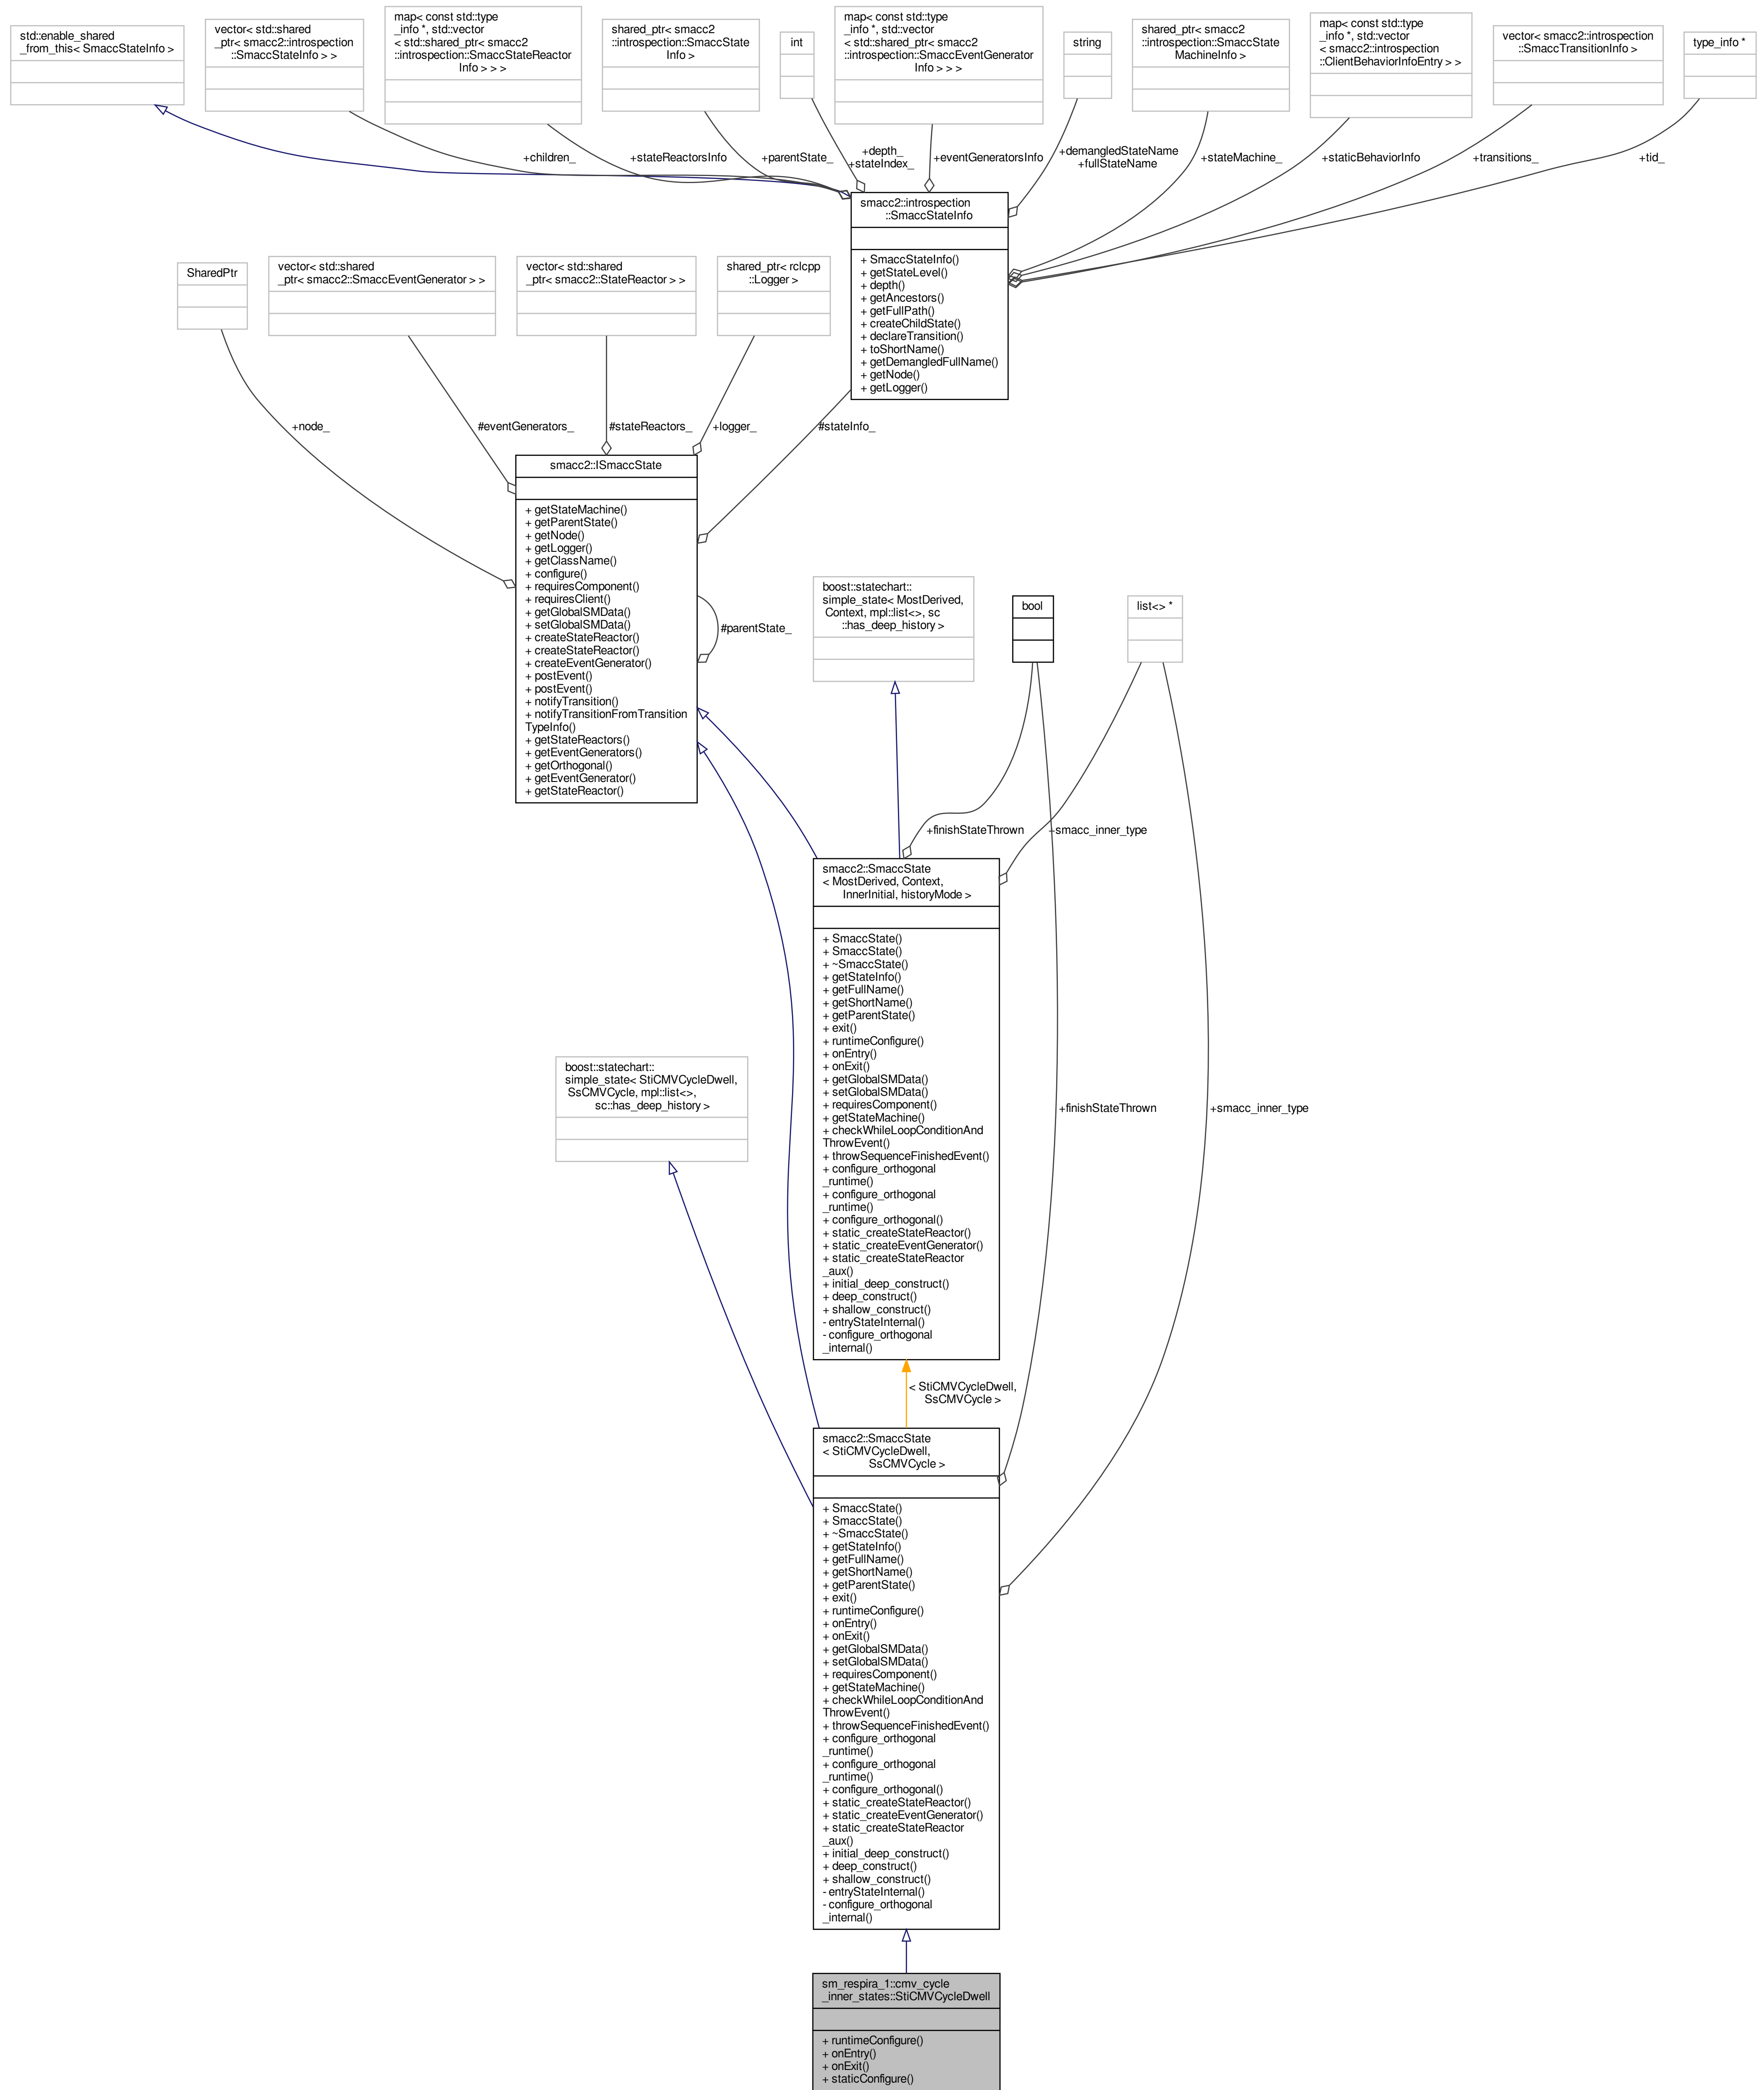 std::enable_shared
_from_this< SmaccStateInfo >
vector< std::shared
_ptr< smacc2::introspection
::SmaccStateInfo > >
map< const std::type
_info *, std::vector
< std::shared_ptr< smacc2
::introspection::SmaccStateReactor
Info > > >
shared_ptr< smacc2
::introspection::SmaccState
Info >
int
map< const std::type
_info *, std::vector
< std::shared_ptr< smacc2
::introspection::SmaccEventGenerator
Info > > >
string
shared_ptr< smacc2
::introspection::SmaccState
MachineInfo >
map< const std::type
_info *, std::vector
< smacc2::introspection
::ClientBehaviorInfoEntry > >
vector< smacc2::introspection
::SmaccTransitionInfo >
type_info *
+children_
+stateReactorsInfo
+parentState_
+depth_
+stateIndex_
+eventGeneratorsInfo
+demangledStateName
+fullStateName
+stateMachine_
+staticBehaviorInfo
+transitions_
+tid_
smacc2::introspection
::SmaccStateInfo
+ SmaccStateInfo()
+ getStateLevel()
+ depth()
+ getAncestors()
+ getFullPath()
+ createChildState()
+ declareTransition()
+ toShortName()
+ getDemangledFullName()
+ getNode()
+ getLogger()
SharedPtr
vector< std::shared
_ptr< smacc2::SmaccEventGenerator > >
vector< std::shared
_ptr< smacc2::StateReactor > >
shared_ptr< rclcpp
::Logger >
+node_
#eventGenerators_
#stateReactors_
+logger_
#stateInfo_
smacc2::ISmaccState
+ getStateMachine()
+ getParentState()
+ getNode()
+ getLogger()
+ getClassName()
+ configure()
+ requiresComponent()
+ requiresClient()
+ getGlobalSMData()
+ setGlobalSMData()
+ createStateReactor()
+ createStateReactor()
+ createEventGenerator()
+ postEvent()
+ postEvent()
+ notifyTransition()
+ notifyTransitionFromTransition
TypeInfo()
+ getStateReactors()
+ getEventGenerators()
+ getOrthogonal()
+ getEventGenerator()
+ getStateReactor()
#parentState_
boost::statechart::
simple_state< MostDerived,
Context, mpl::list<>, sc
::has_deep_history >
bool
list<> *
+finishStateThrown
+smacc_inner_type
smacc2::SmaccState
< MostDerived, Context,
InnerInitial, historyMode >
+ SmaccState()
+ SmaccState()
+ ~SmaccState()
+ getStateInfo()
+ getFullName()
+ getShortName()
+ getParentState()
+ exit()
+ runtimeConfigure()
+ onEntry()
+ onExit()
+ getGlobalSMData()
+ setGlobalSMData()
+ requiresComponent()
+ getStateMachine()
+ checkWhileLoopConditionAnd
ThrowEvent()
+ throwSequenceFinishedEvent()
+ configure_orthogonal
_runtime()
+ configure_orthogonal
_runtime()
+ configure_orthogonal()
+ static_createStateReactor()
+ static_createEventGenerator()
+ static_createStateReactor
_aux()
+ initial_deep_construct()
+ deep_construct()
+ shallow_construct()
- entryStateInternal()
- configure_orthogonal
_internal()
boost::statechart::
simple_state< StiCMVCycleDwell,
SsCMVCycle, mpl::list<>,
sc::has_deep_history >
+finishStateThrown
+smacc_inner_type
< StiCMVCycleDwell,
SsCMVCycle >
smacc2::SmaccState
< StiCMVCycleDwell,
SsCMVCycle >
+ SmaccState()
+ SmaccState()
+ ~SmaccState()
+ getStateInfo()
+ getFullName()
+ getShortName()
+ getParentState()
+ exit()
+ runtimeConfigure()
+ onEntry()
+ onExit()
+ getGlobalSMData()
+ setGlobalSMData()
+ requiresComponent()
+ getStateMachine()
+ checkWhileLoopConditionAnd
ThrowEvent()
+ throwSequenceFinishedEvent()
+ configure_orthogonal
_runtime()
+ configure_orthogonal
_runtime()
+ configure_orthogonal()
+ static_createStateReactor()
+ static_createEventGenerator()
+ static_createStateReactor
_aux()
+ initial_deep_construct()
+ deep_construct()
+ shallow_construct()
- entryStateInternal()
- configure_orthogonal
_internal()
sm_respira_1::cmv_cycle
_inner_states::StiCMVCycleDwell
+ runtimeConfigure()
+ onEntry()
+ onExit()
+ staticConfigure()